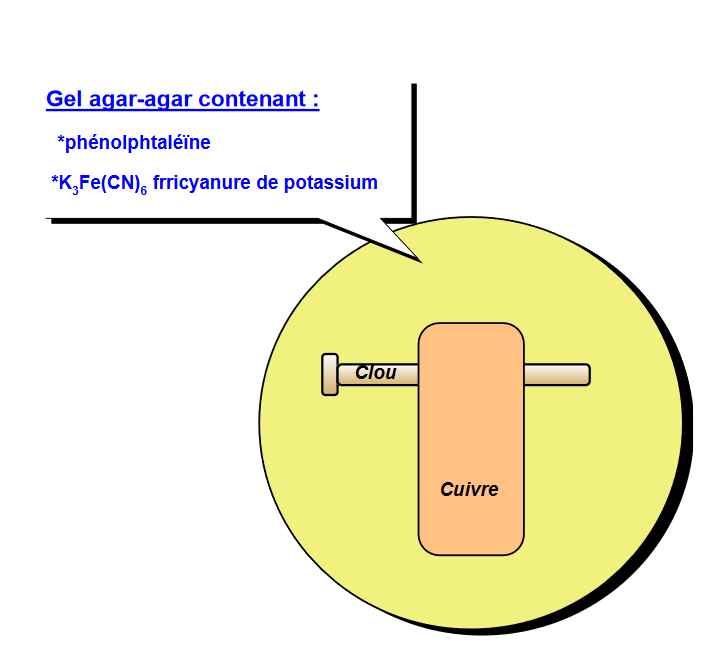 Gel agar-agar contenant :
*phénolphtaléïne
*K₃Fe(CN)₆ frricyanure de potassium
Clou
Cuivre